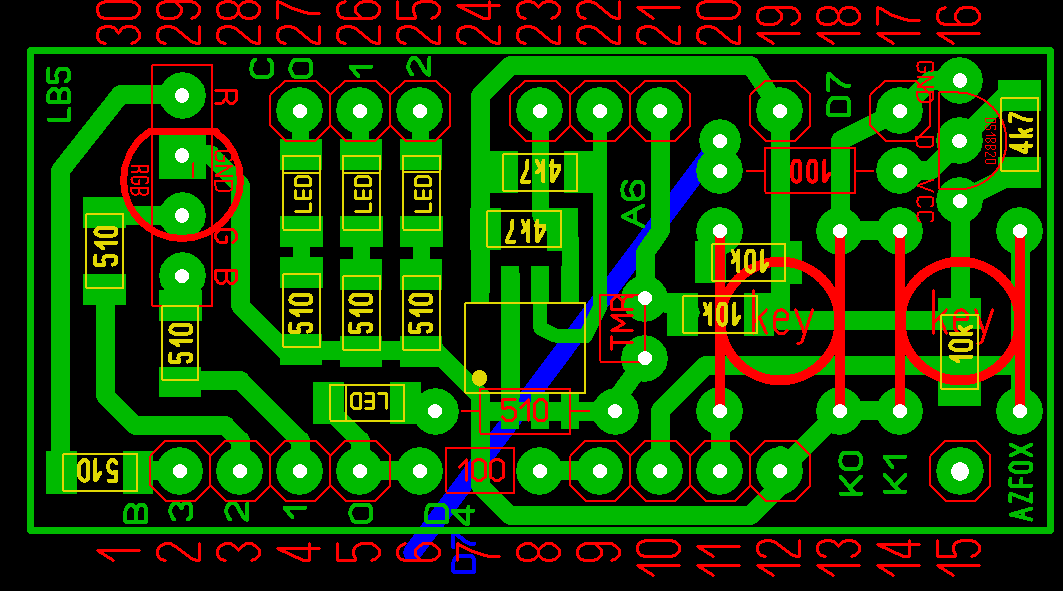 30 29 28 27 26 25 24 23 22 21 20 19 18 17 16
LB5
C 0 1 2
R
GND
RGB
G
B
LED LED LED
4k7
4k7
A6
D7
100
GND
D
VCC
4k7
510
510
510 510 510
10k
10k
TMR
key
key
10k
LED
510
510
100
B 3 2 1 0 D
4
D7
K0
K1
AZFOX
1 2 3 4 5 6 7 8 9 10 11 12 13 14 15